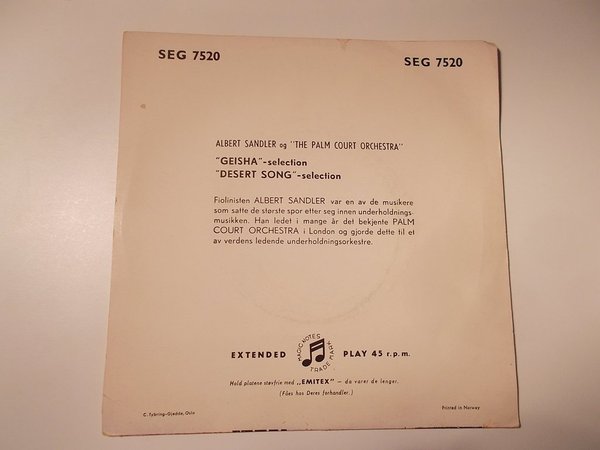 SEG 7520
SEG 7520
ALBERT SANDLER og "THE PALM COURT ORCHESTRA"
"GEISHA"-selection
"DESERT SONG"-selection
Fiolinisten ALBERT SANDLER var en av de musikere
som satte de største spor etter seg innen underholdnings-
musikken. Han ledet i mange år det bekjente PALM
COURT ORCHESTRA i London og gjorde dette til et
av verdens ledende underholdningsorkestre.
MAGIC NOTES
TRADE MARK
EXTENDED PLAY 45 r.p.m.
Hold platene støvfrie med „EMITEX" – da varer de lenger.
(Fåes hos Deres forhandler.)
C. Tybring-Gjedde, Oslo
Printed in Norway